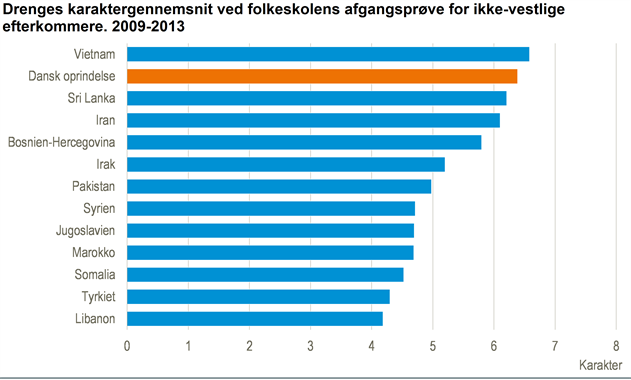 Drenges karaktergennemsnit ved folkeskolens afgangsprøve for ikke-vestlige
efterkommere. 2009-2013
Vietnam
Dansk oprindelse
Sri Lanka
Iran
Bosnien-Hercegovina
Irak
Pakistan
Syrien
Jugoslavien
Marokko
Somalia
Tyrkiet
Libanon
0 1 2 3 4 5 6 7 8
Karakter